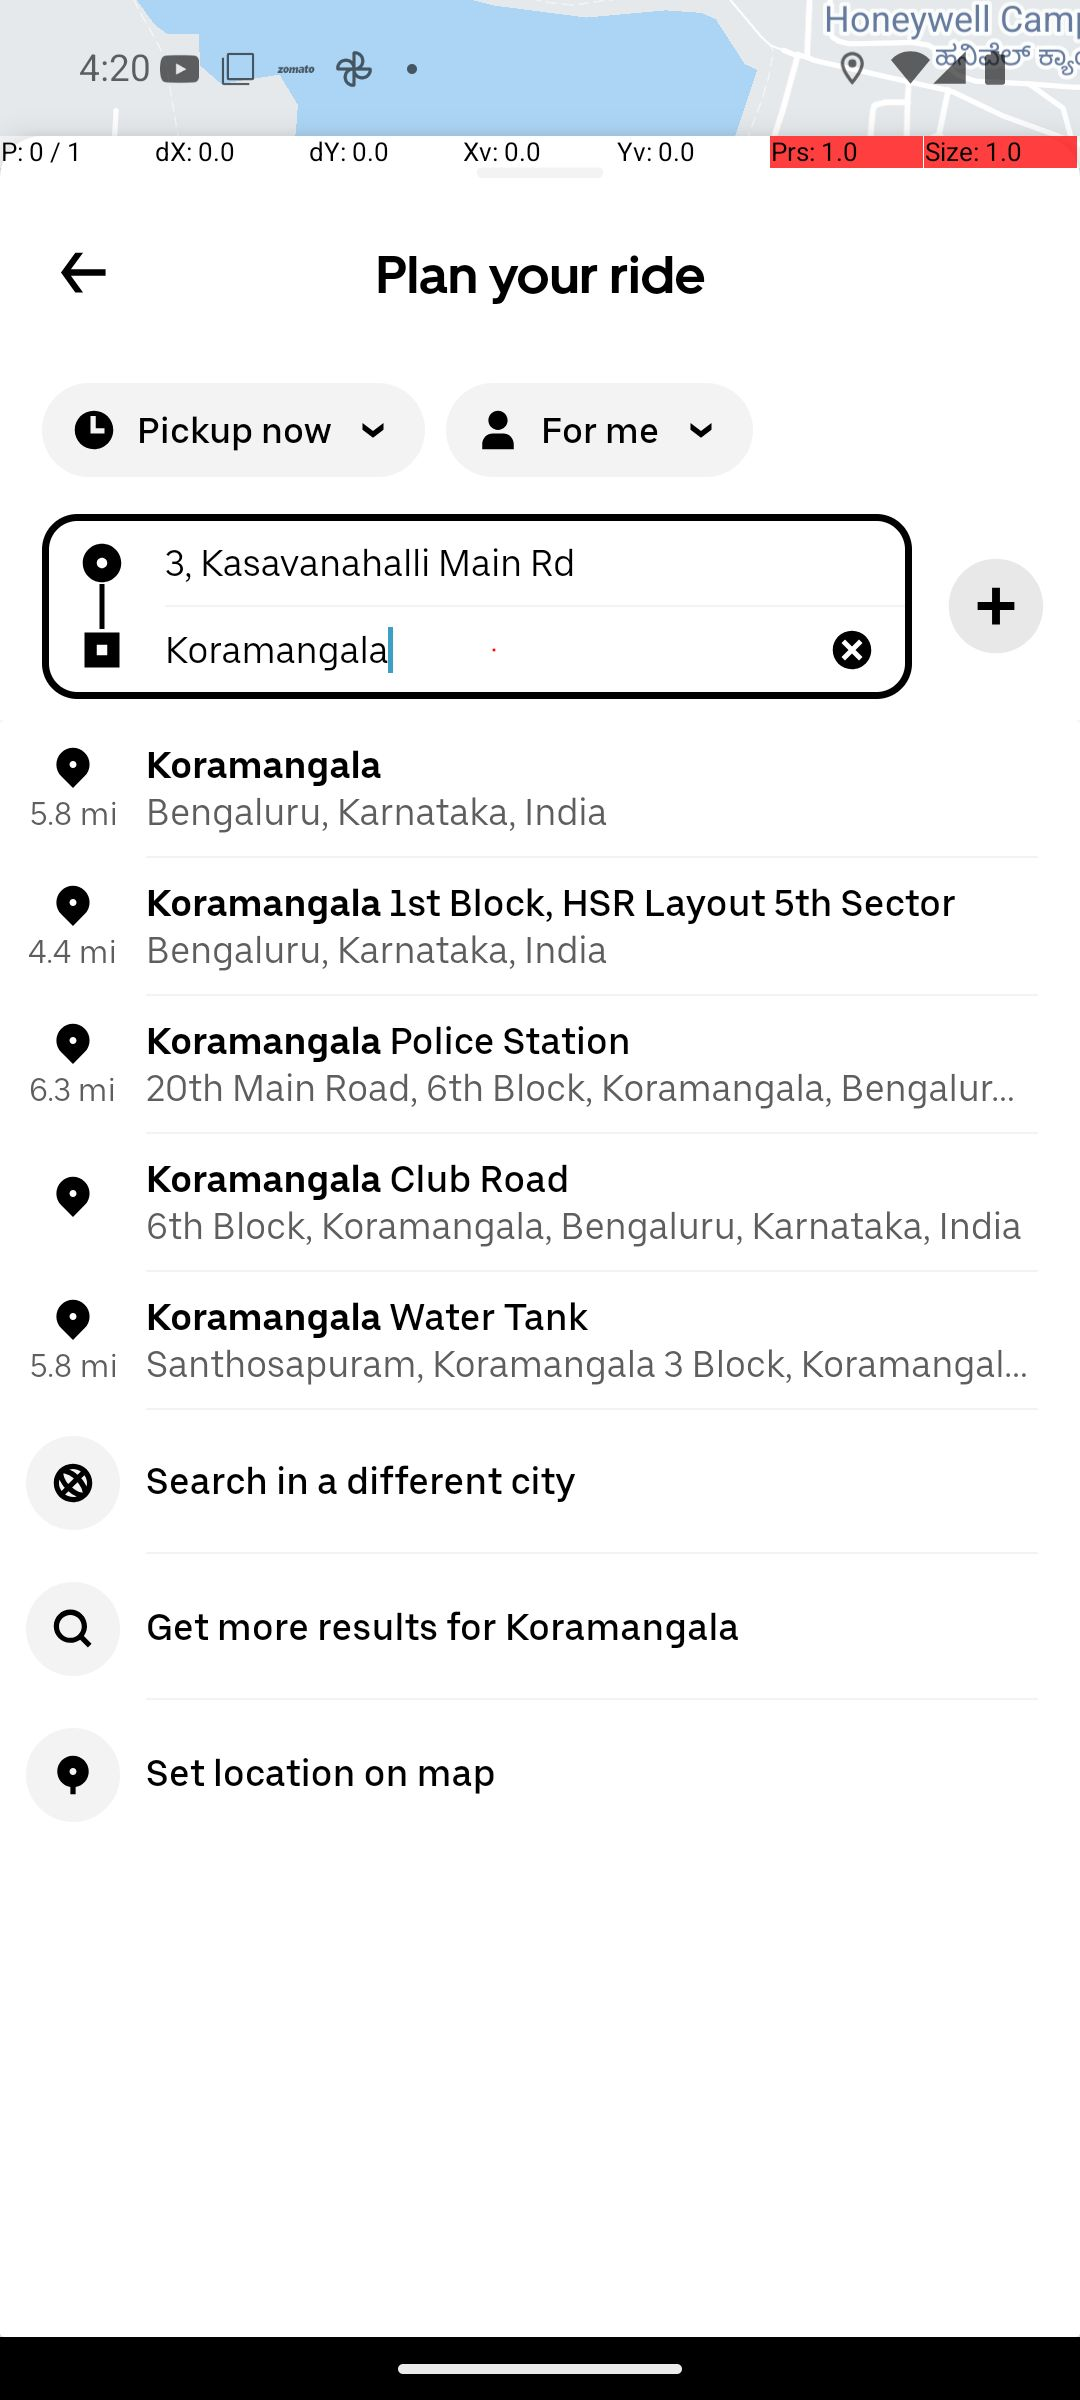 Honeywell Camp
4:20 zomato
P: 0 / 1 dX: 0.0 dY: 0.0 Xv: 0.0 Yv: 0.0 Prs: 1.0 Size: 1.0
Plan your ride
Pickup now For me
3, Kasavanahalli Main Rd
Koramangala
Koramangala
5.8 mi Bengaluru, Karnataka, India
Koramangala 1st Block, HSR Layout 5th Sector
4.4 mi Bengaluru, Karnataka, India
Koramangala Police Station
6.3 mi 20th Main Road, 6th Block, Koramangala, Bengalur...
Koramangala Club Road
6th Block, Koramangala, Bengaluru, Karnataka, India
Koramangala Water Tank
5.8 mi Santhosapuram, Koramangala 3 Block, Koramangal...
Search in a different city
Get more results for Koramangala
Set location on map